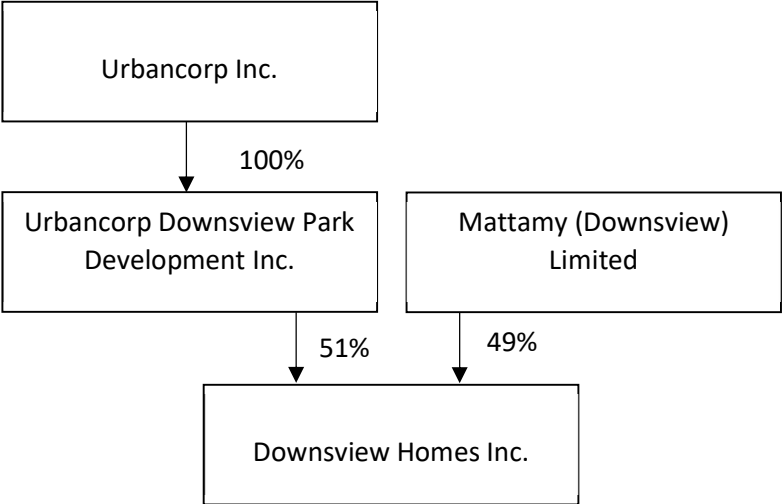 Urbancorp Inc.
100%
Urbancorp Downsview Park
Development Inc.
Mattamy (Downsview)
Limited
51%
49%
Downsview Homes Inc.